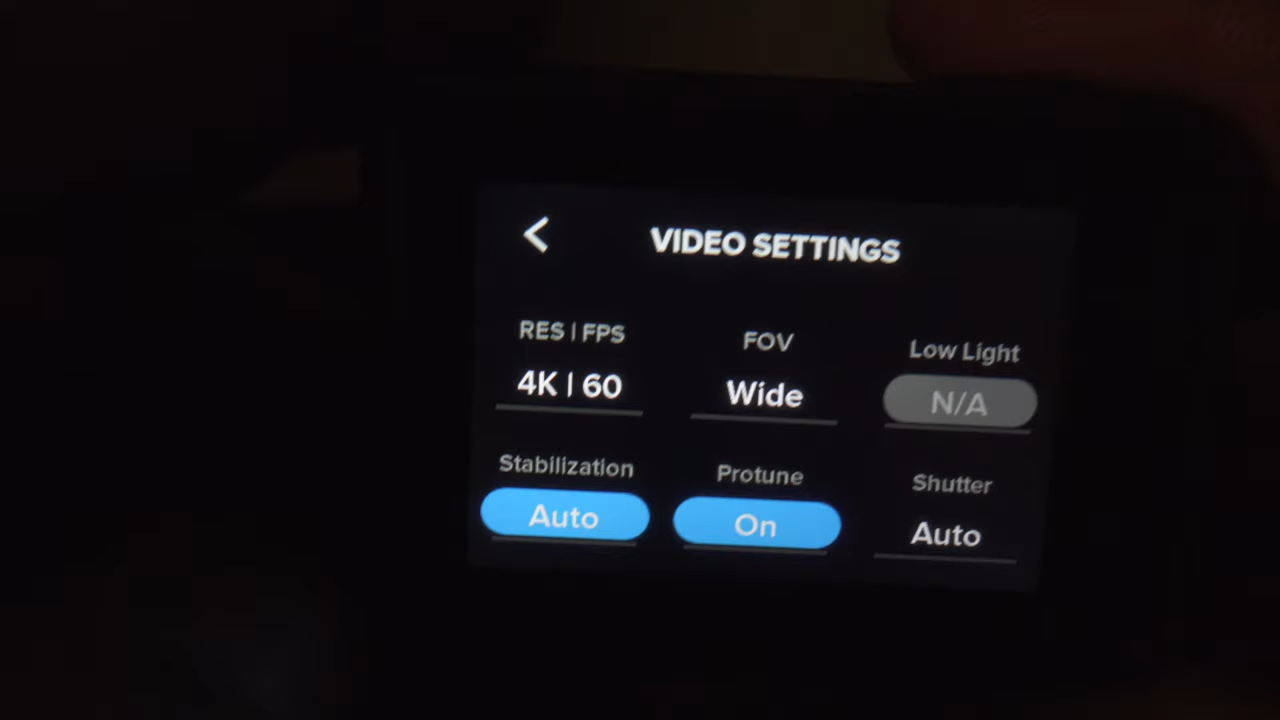 VIDEO SETTINGS
RES | FPS
4K | 60
FOV
Wide
Low Light
N/A
Stabilization
Auto
Protune
On
Shutter
Auto